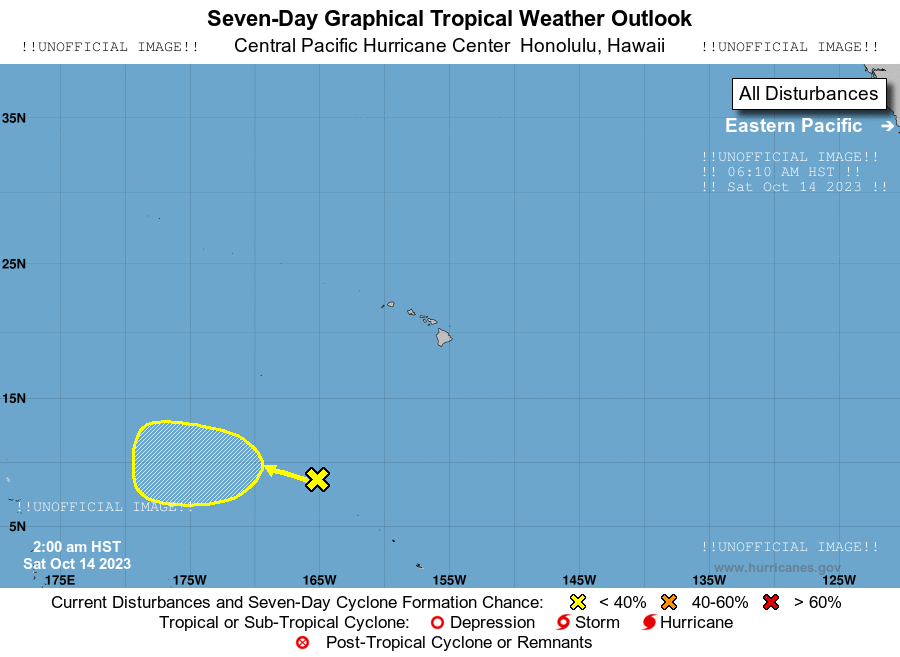 Seven-Day Graphical Tropical Weather Outlook
!!UNOFFICIAL IMAGE!! Central Pacific Hurricane Center Honolulu, Hawaii !!UNOFFICIAL IMAGE!!
All Disturbances
35N
Eastern Pacific
!!UNOFFICIAL IMAGE!!
!! 06:10 AM HST !!
!! Sat Oct 14 2023 !!
25N
15N
!!UNOFFICIAL IMAGE!!
5N
2:00 am HST
Sat Oct 14 2023
!!UNOFFICIAL IMAGE!!
www.hurricanes.gov
175E 175W 165W 155W 145W 135W 125W
Current Disturbances and Seven-Day Cyclone Formation Chance: < 40% 40-60% > 60%
Tropical or Sub-Tropical Cyclone: Depression Storm Hurricane
Post-Tropical Cyclone or Remnants